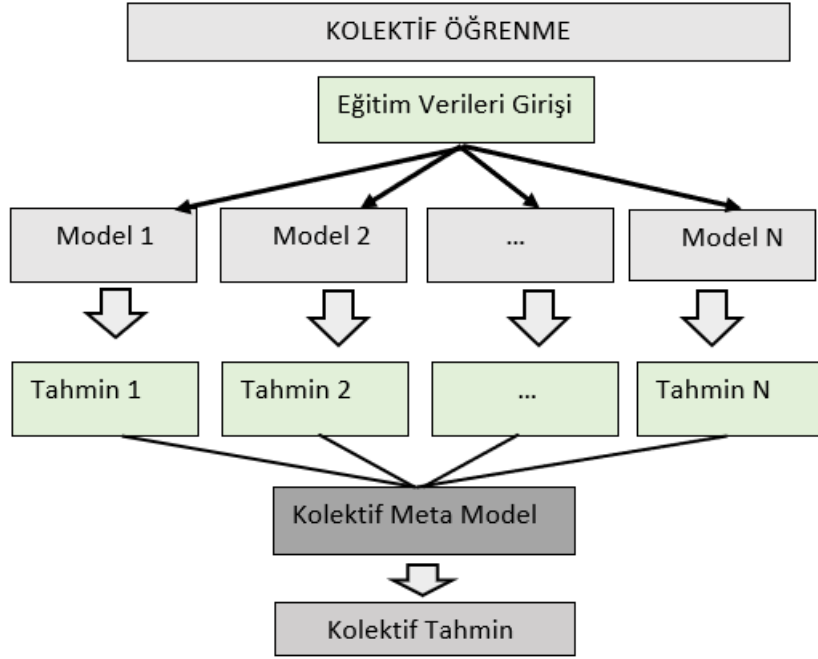 KOLEKTİF ÖĞRENME
Eğitim Verileri Girişi
Model 1
Model 2
...
Model N
Tahmin 1
Tahmin 2
...
Tahmin N
Kolektif Meta Model
Kolektif Tahmin